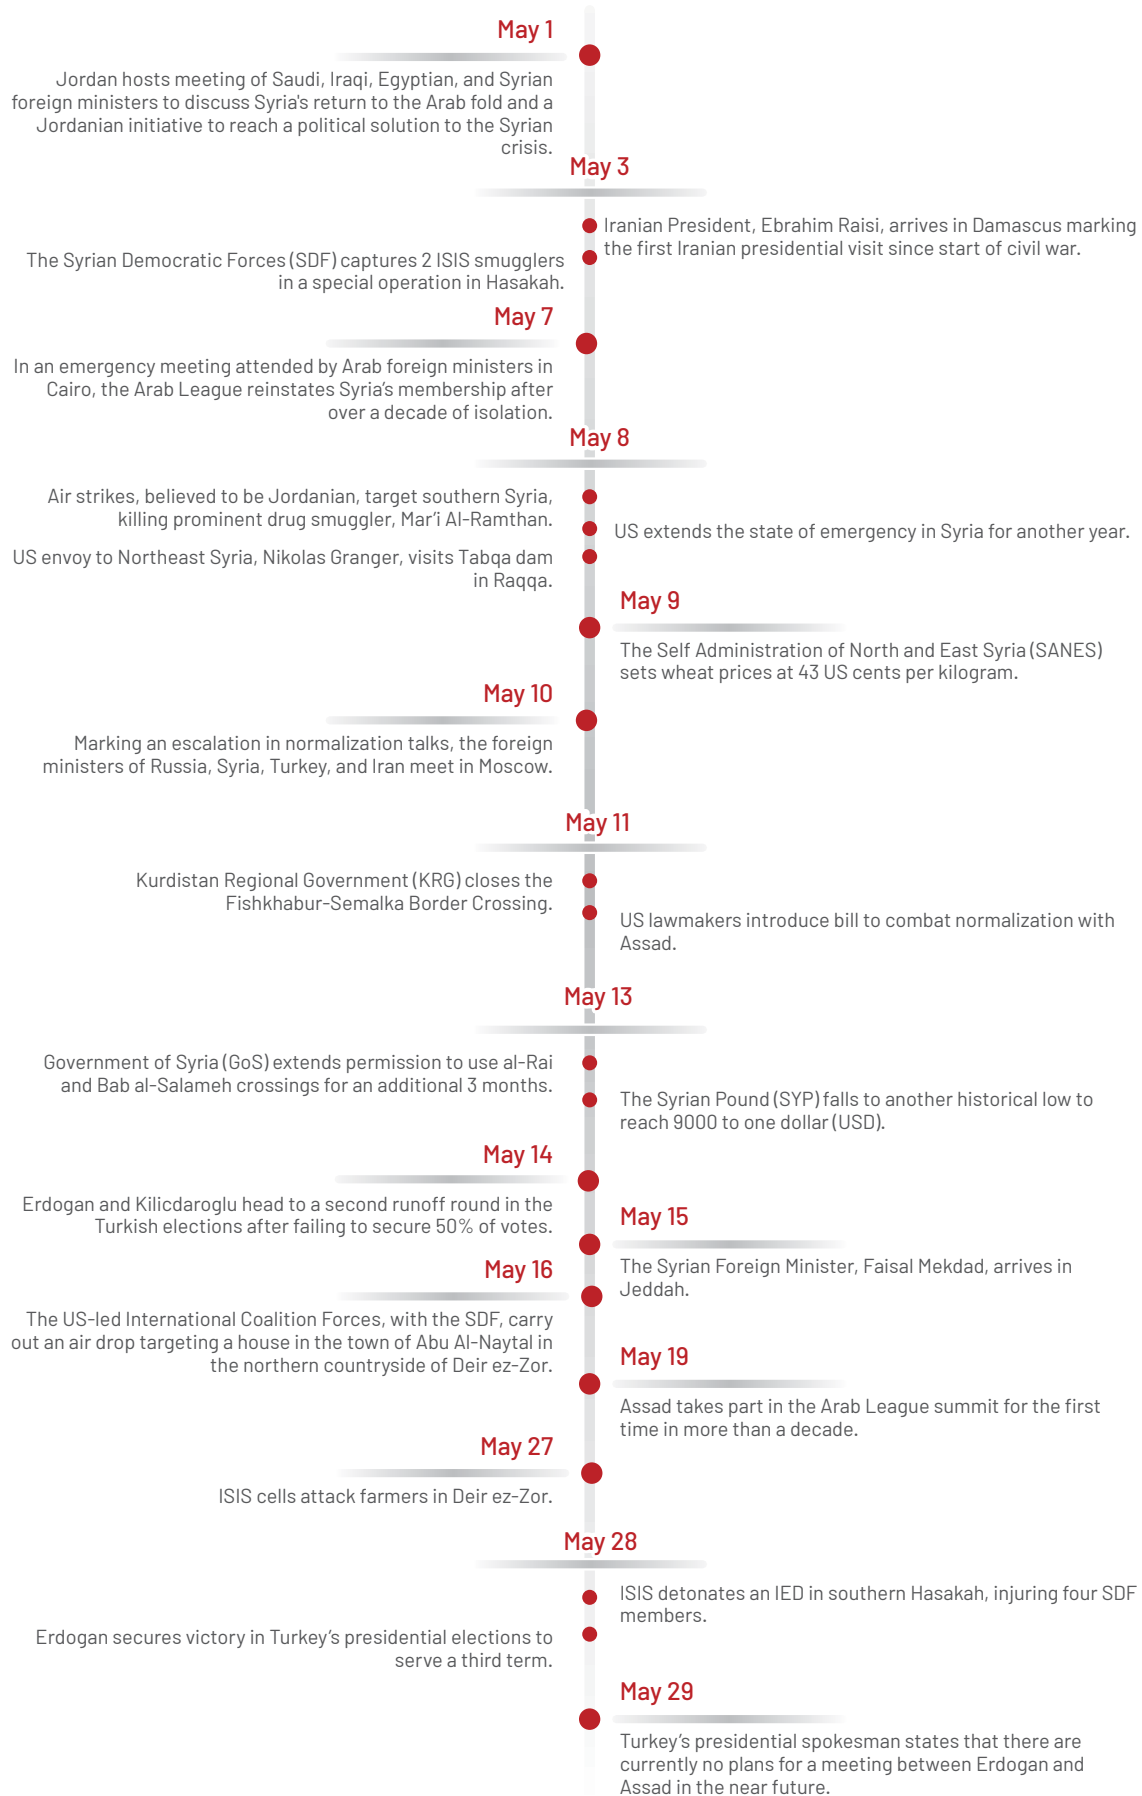 May 1
Jordan hosts meeting of Saudi, Iraqi, Egyptian, and Syrian
foreign ministers to discuss Syria's return to the Arab fold and a
Jordanian initiative to reach a political solution to the Syrian
crisis.
May 3
Iranian President, Ebrahim Raisi, arrives in Damascus marking
the first Iranian presidential visit since start of civil war.
The Syrian Democratic Forces (SDF) captures 2 ISIS smugglers
in a special operation in Hasakah.
May 7
In an emergency meeting attended by Arab foreign ministers in
Cairo, the Arab League reinstates Syria’s membership after
over a decade of isolation.
May 8
Air strikes, believed to be Jordanian, target southern Syria,
killing prominent drug smuggler, Mar’i Al-Ramthan.
US extends the state of emergency in Syria for another year.
US envoy to Northeast Syria, Nikolas Granger, visits Tabqa dam
in Raqqa.
May 9
The Self Administration of North and East Syria (SANES)
sets wheat prices at 43 US cents per kilogram.
May 10
Marking an escalation in normalization talks, the foreign
ministers of Russia, Syria, Turkey, and Iran meet in Moscow.
May 11
Kurdistan Regional Government (KRG) closes the
Fishkhabur-Semalka Border Crossing.
US lawmakers introduce bill to combat normalization with
Assad.
May 13
Government of Syria (GoS) extends permission to use al-Rai
and Bab al-Salameh crossings for an additional 3 months.
The Syrian Pound (SYP) falls to another historical low to
reach 9000 to one dollar (USD).
May 14
Erdogan and Kilicdaroglu head to a second runoff round in the
Turkish elections after failing to secure 50% of votes.
May 15
The Syrian Foreign Minister, Faisal Mekdad, arrives in
Jeddah.
May 16
The US-led International Coalition Forces, with the SDF, carry
out an air drop targeting a house in the town of Abu Al-Naytal in
the northern countryside of Deir ez-Zor.
May 19
Assad takes part in the Arab League summit for the first
time in more than a decade.
May 27
ISIS cells attack farmers in Deir ez-Zor.
May 28
ISIS detonates an IED in southern Hasakah, injuring four SDF
members.
Erdogan secures victory in Turkey’s presidential elections to
serve a third term.
May 29
Turkey’s presidential spokesman states that there are
currently no plans for a meeting between Erdogan and
Assad in the near future.